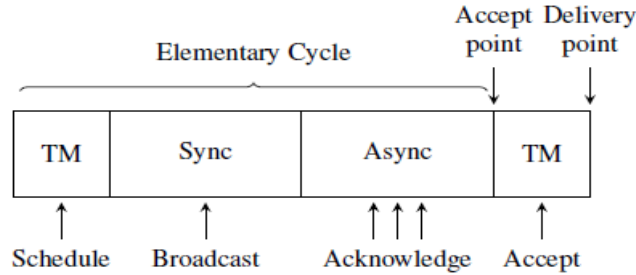 Accept
point
Delivery
point
Elementary Cycle
TM
Sync
Async
TM
Schedule
Broadcast
Acknowledge
Accept